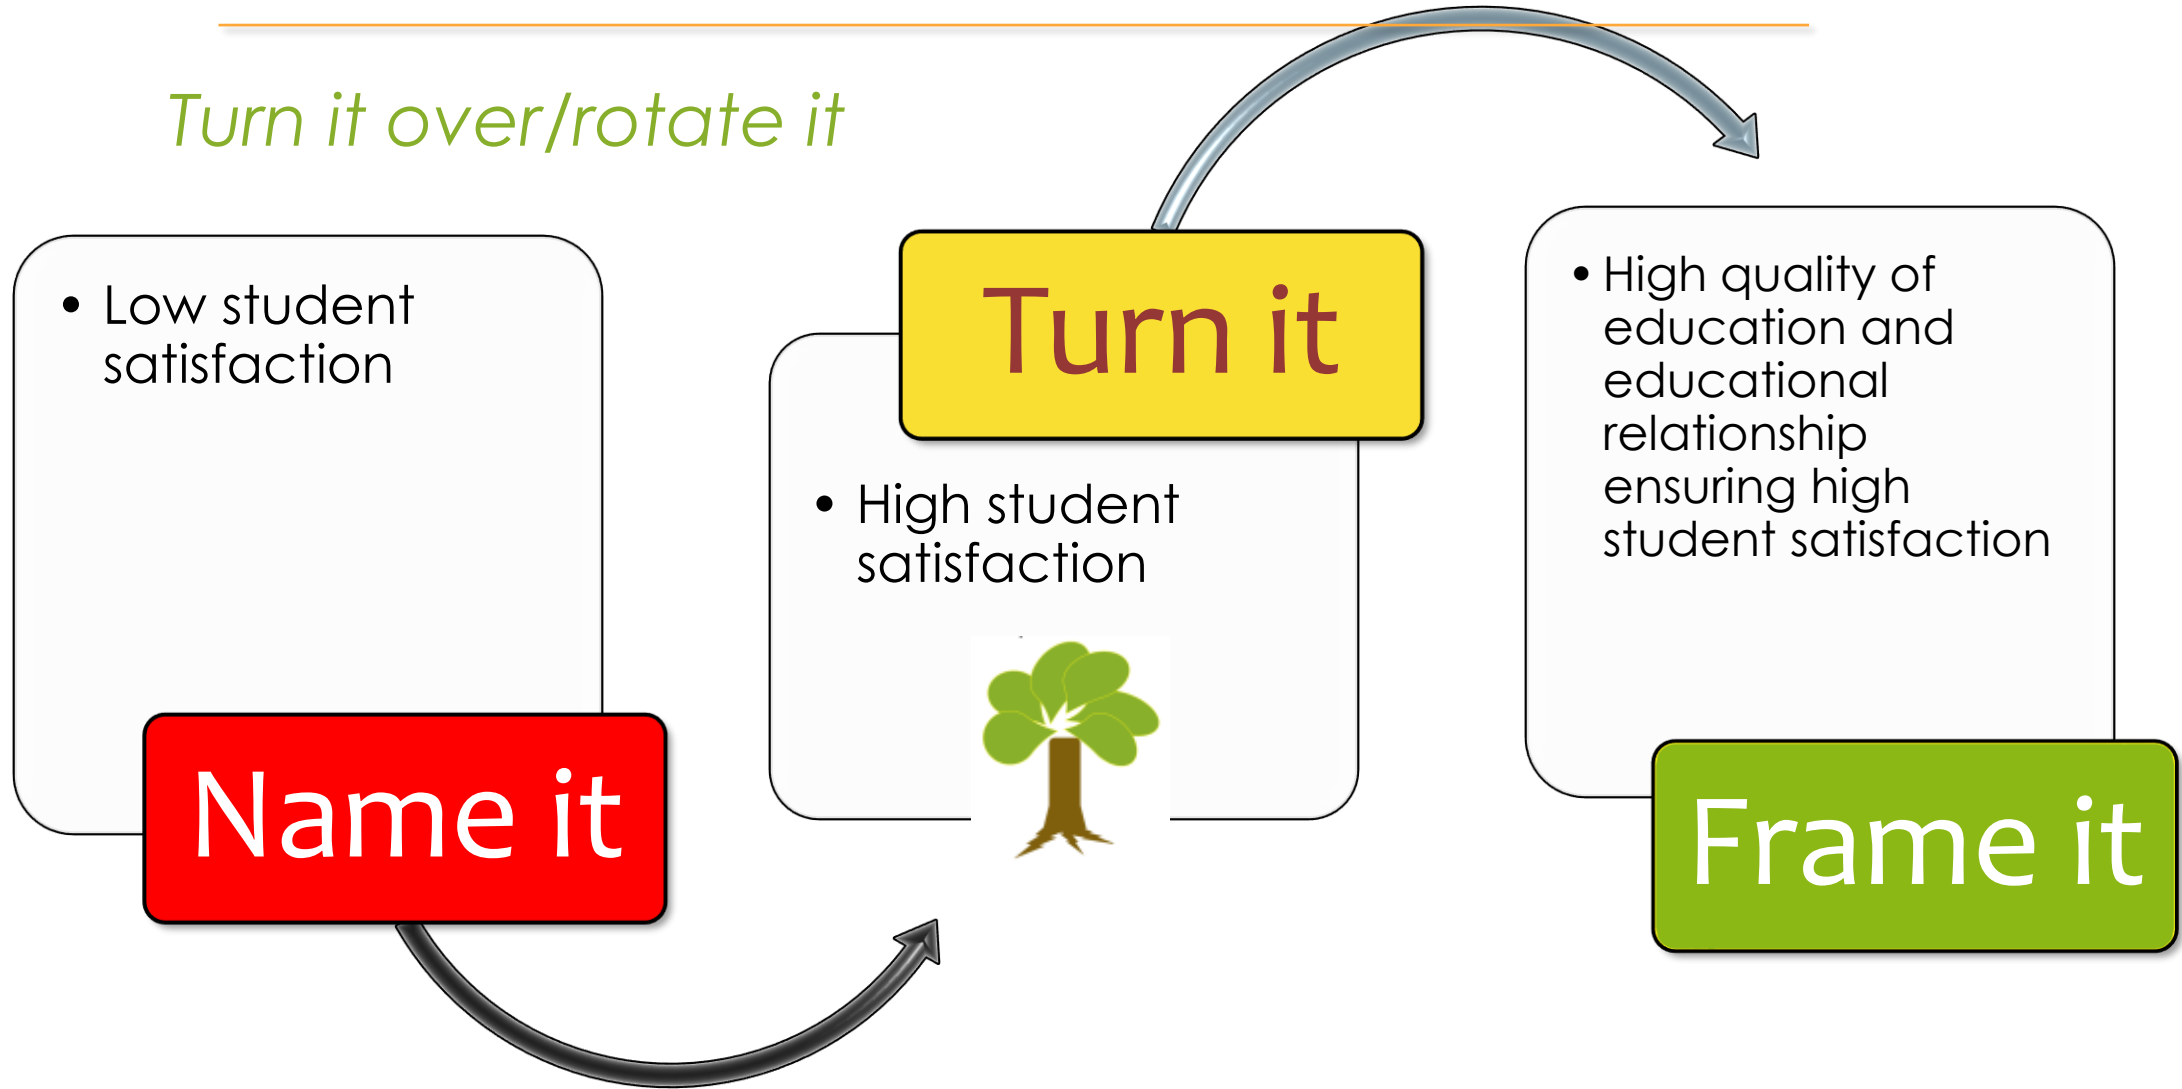 Turn it over/rotate it
• Low student
satisfaction
Name it
Turn it
• High student
satisfaction
• High quality of
education and
educational
relationship
ensuring high
student satisfaction
Frame it